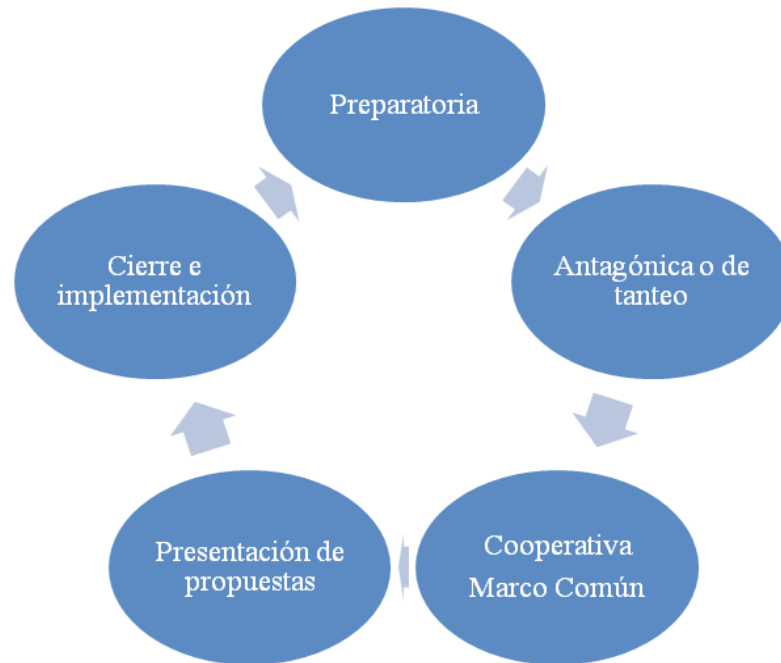 Preparatoria
Antagónica o de
tanteo
Cooperativa
Marco Común
Presentación de
propuestas
Cierre e
implementación